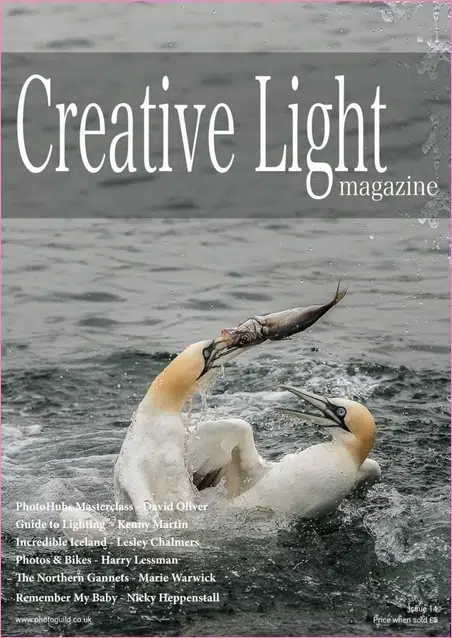 Creative Light
magazine
PhotoHubs Masterclass - David Oliver
Guide to Lighting - Kenny Martin
Incredible Iceland - Lesley Chalmers
Photos & Bikes - Harry Lessman
The Northern Gannets - Marie Warwick
Remember My Baby - Nicky Heppenstall
www.photoguild.co.uk
Issue 14
Price when sold £5